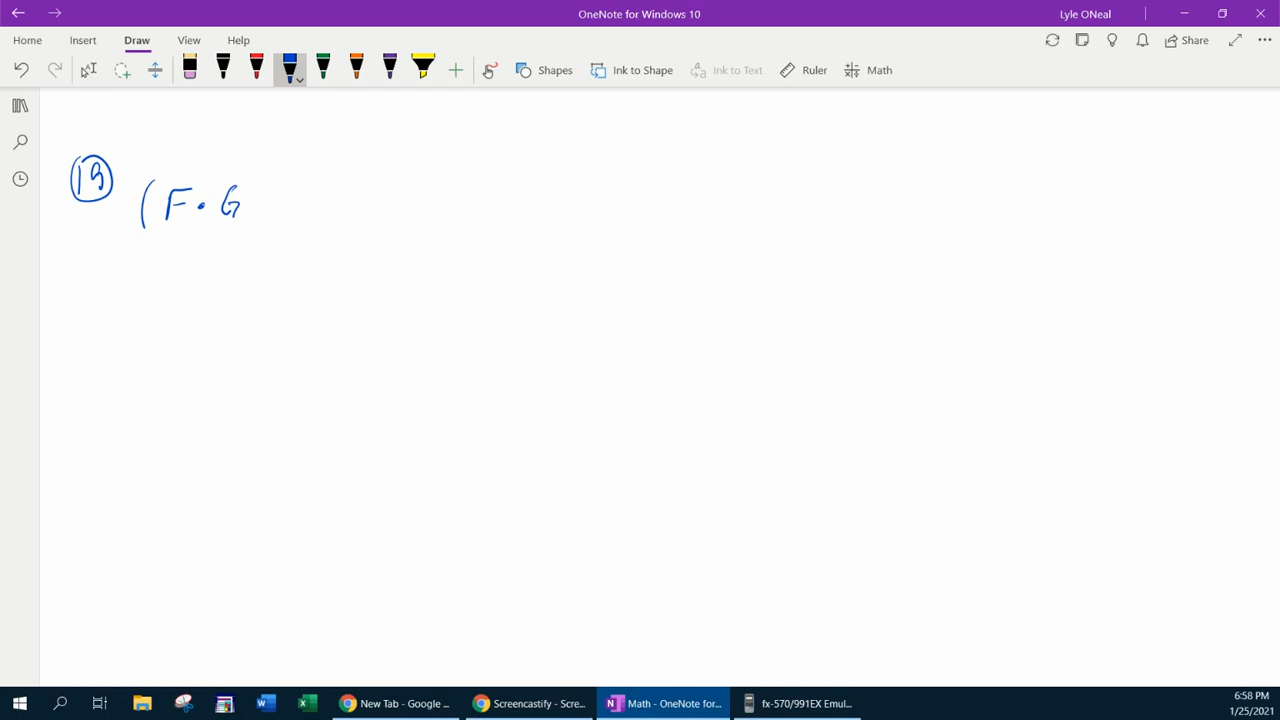 OneNote for Windows 10
Lyle ONeal
Home Insert Draw View Help
Share
Shapes Ink to Shape Ink to Text Ruler Math
19
( F · G
New Tab - Google ... Screencastify - Scre... Math - OneNote for... fx-570/991EX Emul...
6:58 PM
1/25/2021